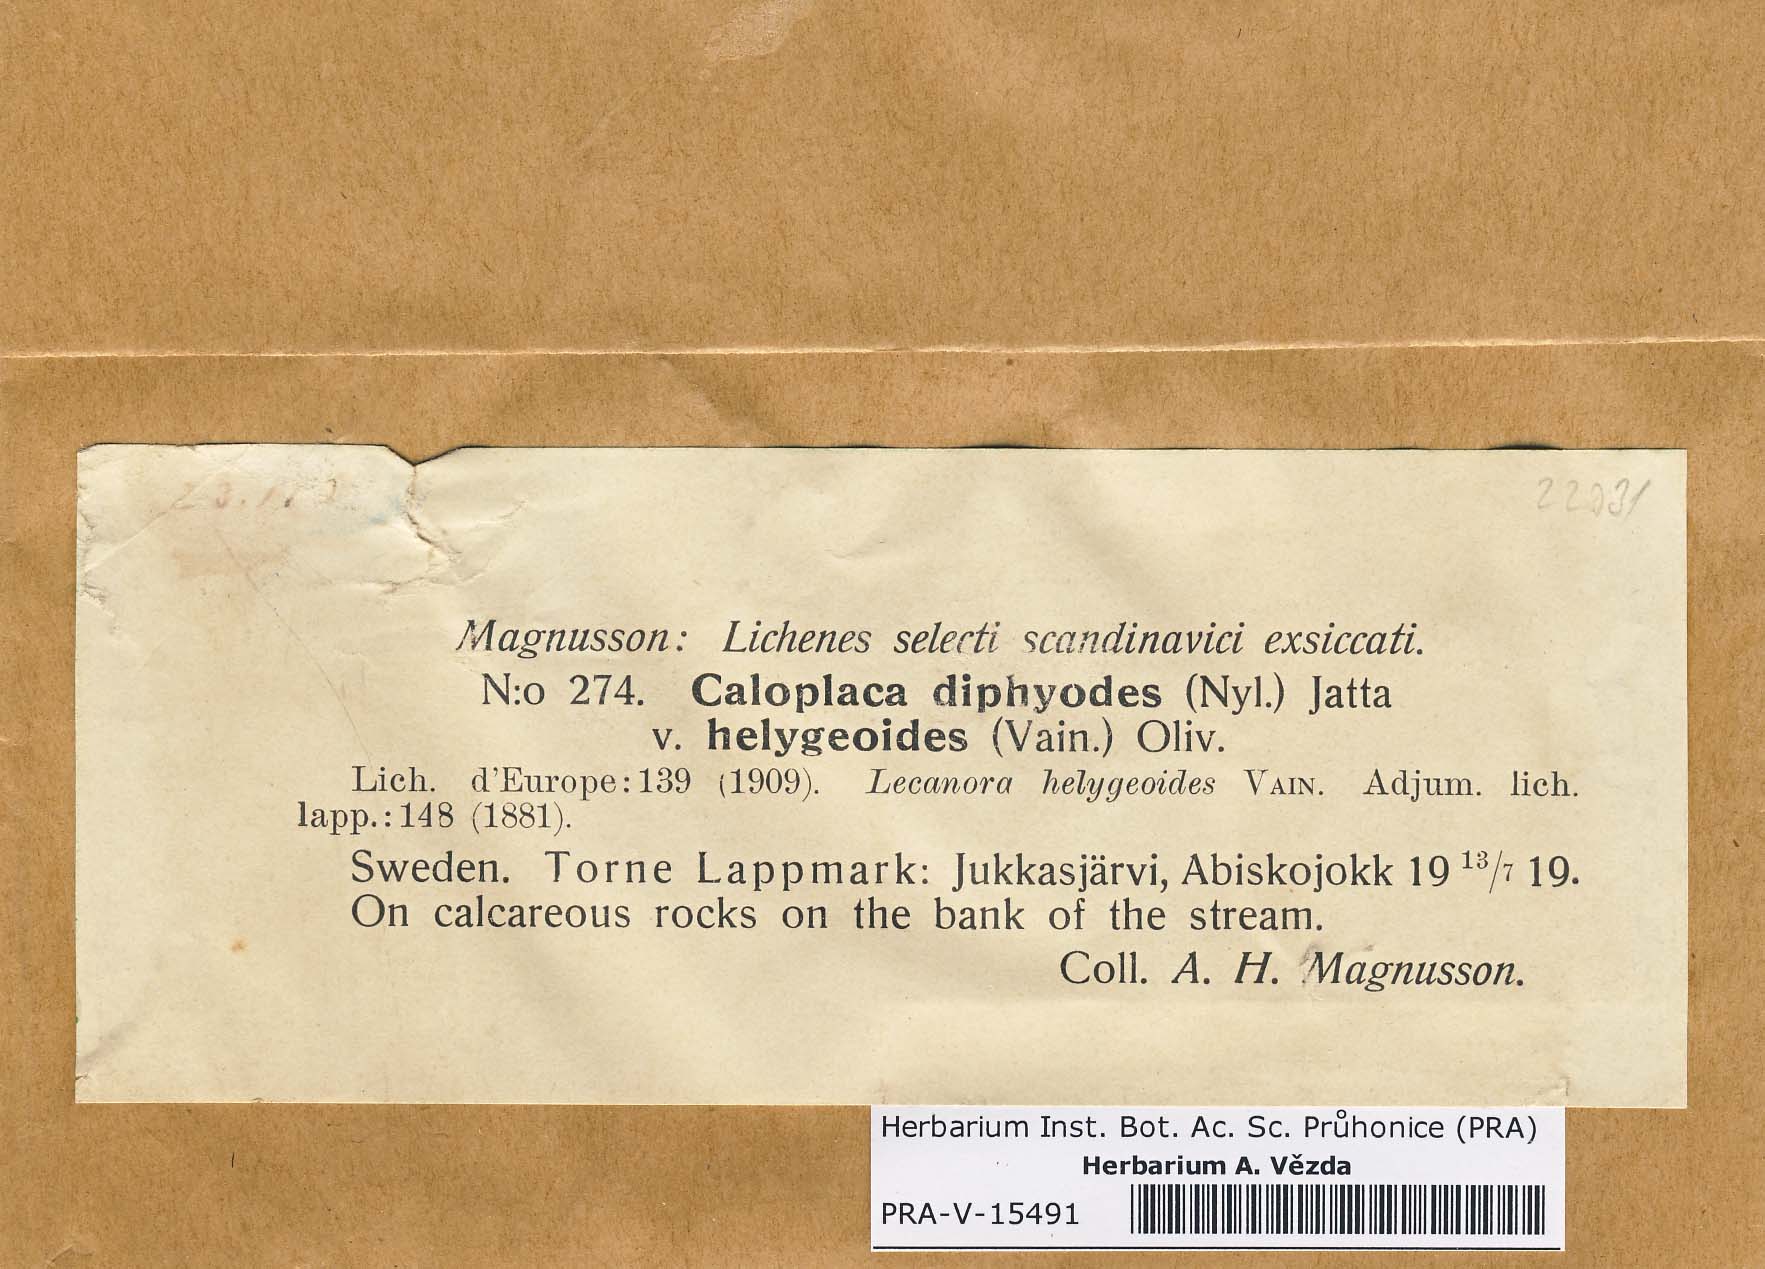 22031
Magnusson: Lichenes selecti scandinavici exsiccati.
N:o 274. Caloplaca diphyodes (Nyl.) Jatta
v. helygeoides (Vain.) Oliv.
Lich. d'Europe: 139 (1909). Lecanora helygeoides VAIN. Adjum. lich.
lapp.: 148 (1881).
Sweden. Torne Lappmark: Jukkasjärvi, Abiskojokk 19 13/7 19.
On calcareous rocks on the bank of the stream.
Coll. A. H. Magnusson.
Herbarium Inst. Bot. Ac. Sc. Průhonice (PRA)
Herbarium A. Vězda
PRA-V-15491